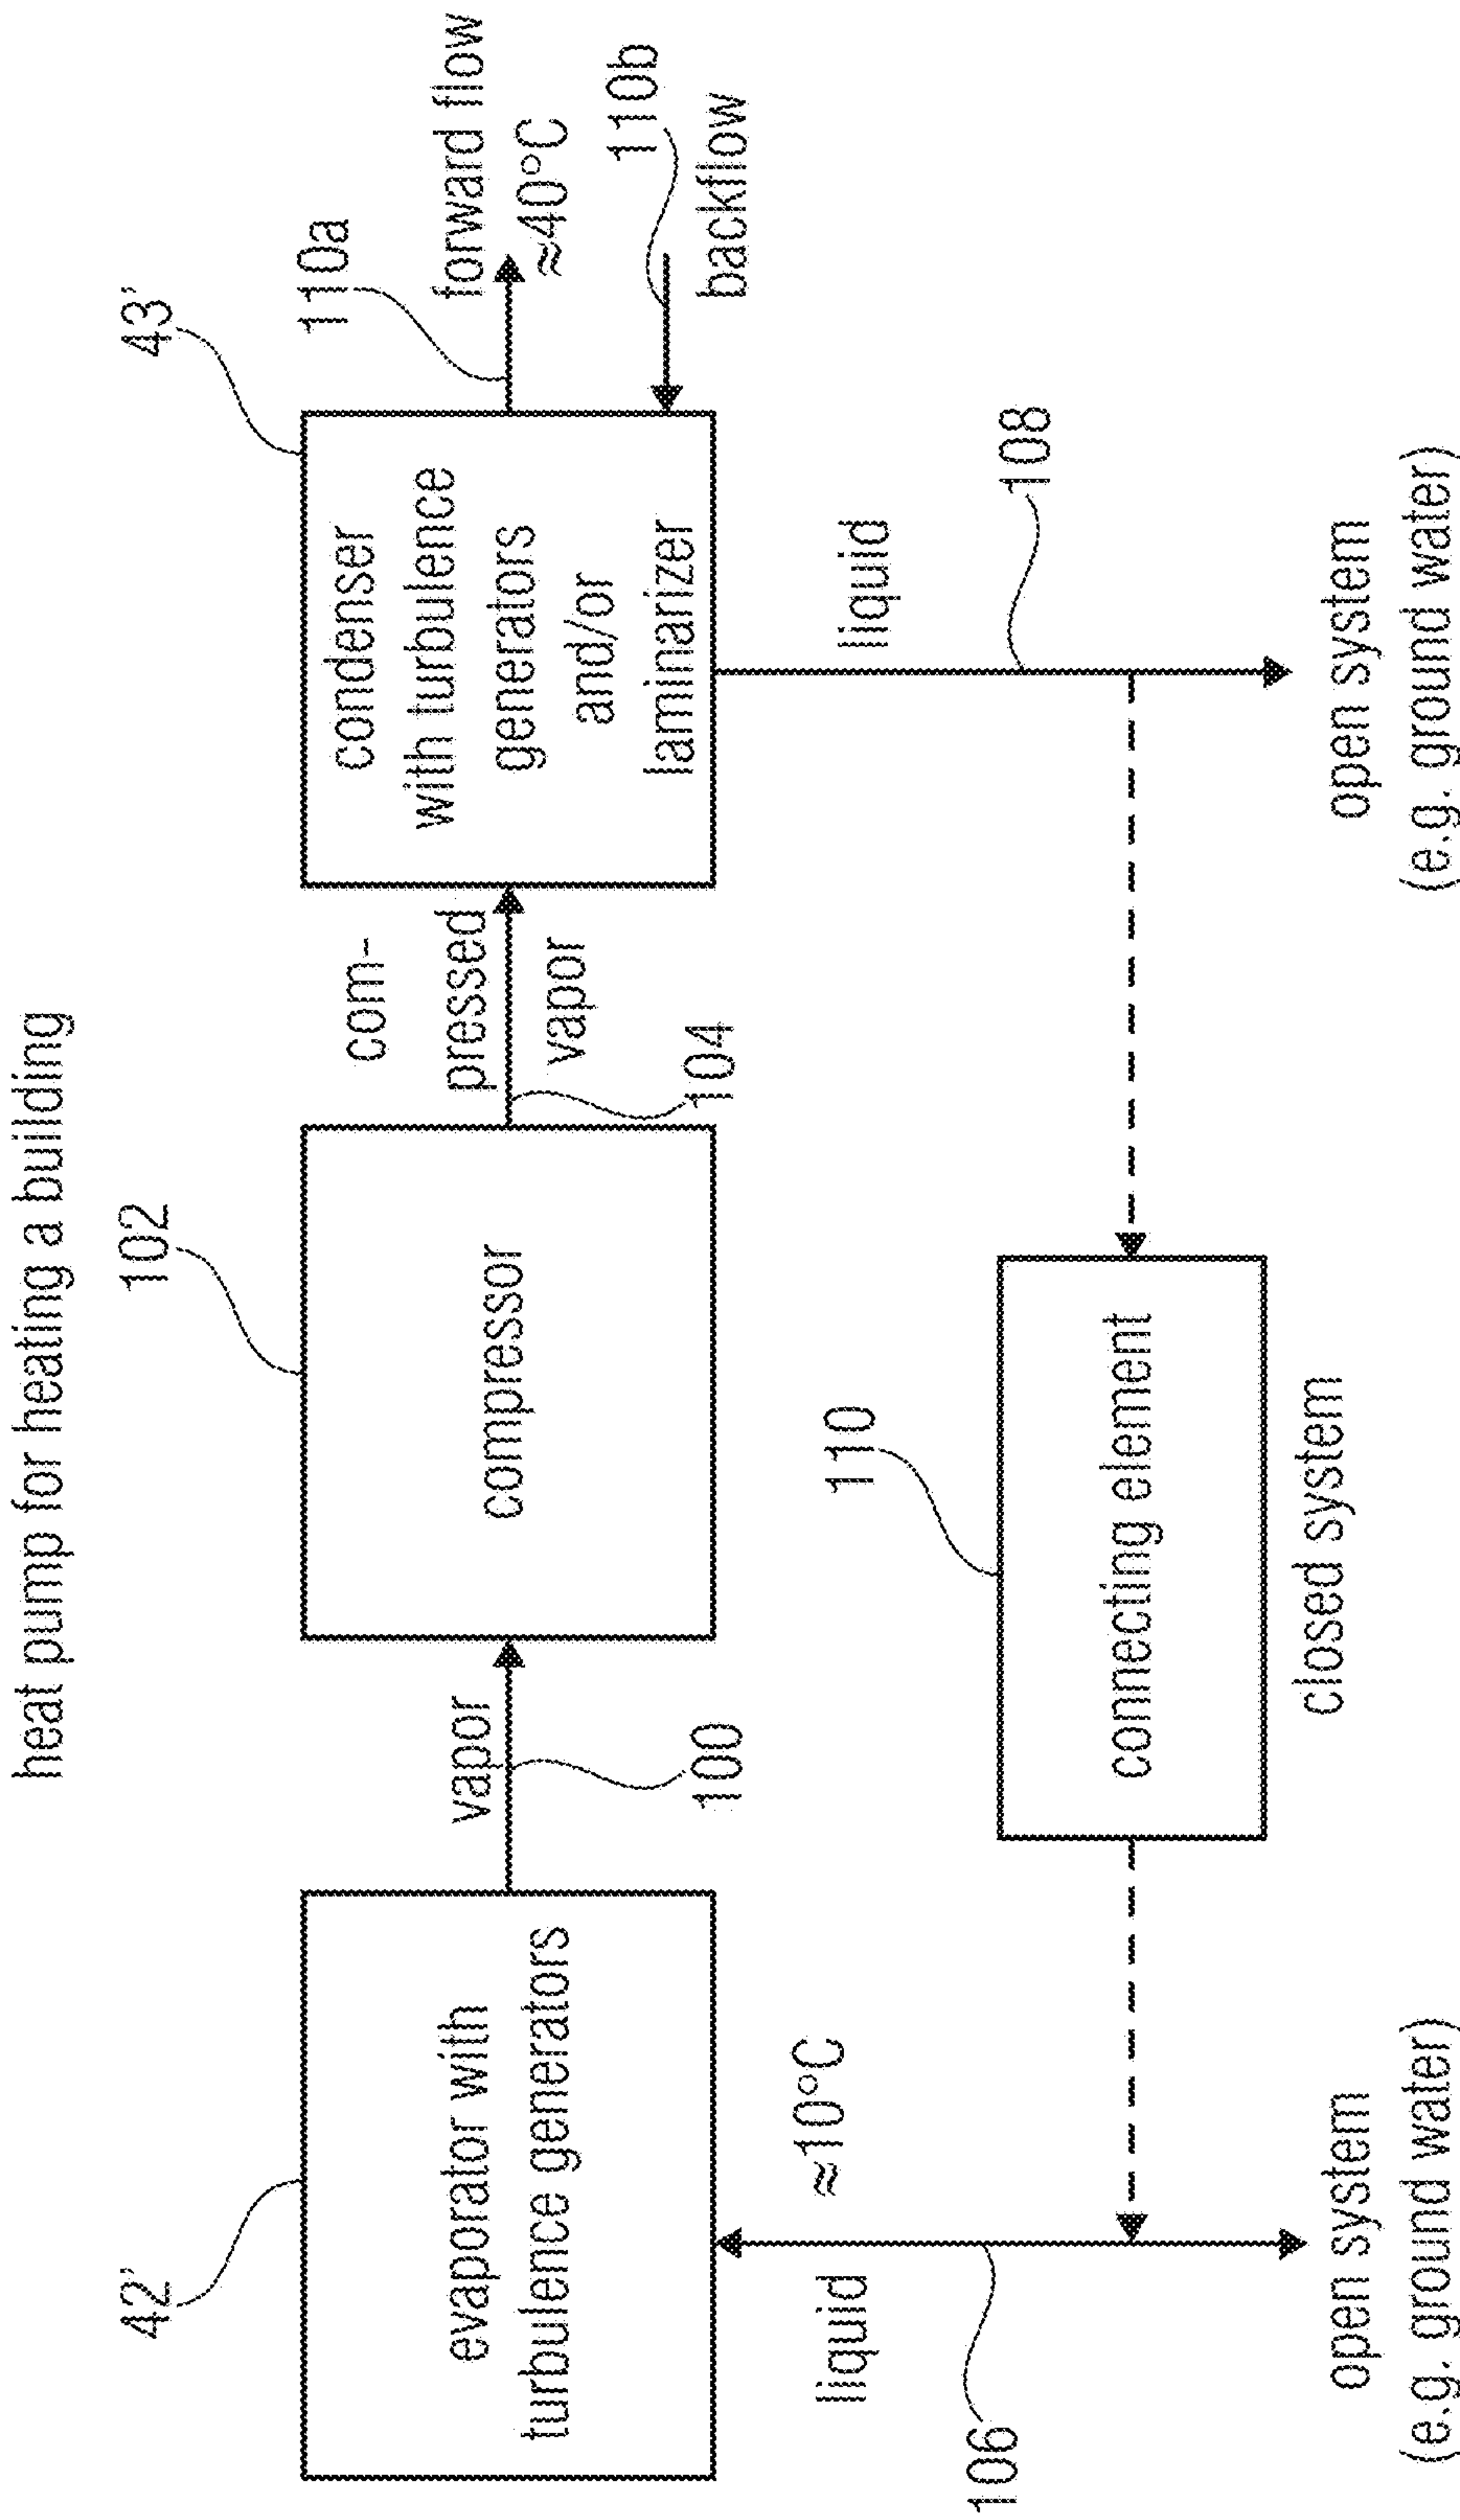 heat pump for heating a building
42'
102
43'
evaporator with
turbulence generators
vapor
100
compressor
com-
pressed
vapor
104
condenser
with turbulence
generators
and/or
laminarizer
110a
forward flow
≈40°C
110b
backflow
liquid
≈10°C
106
110
connecting element
closed system
liquid
108
open system
(e.g. ground water)
open system
(e.g. ground water)